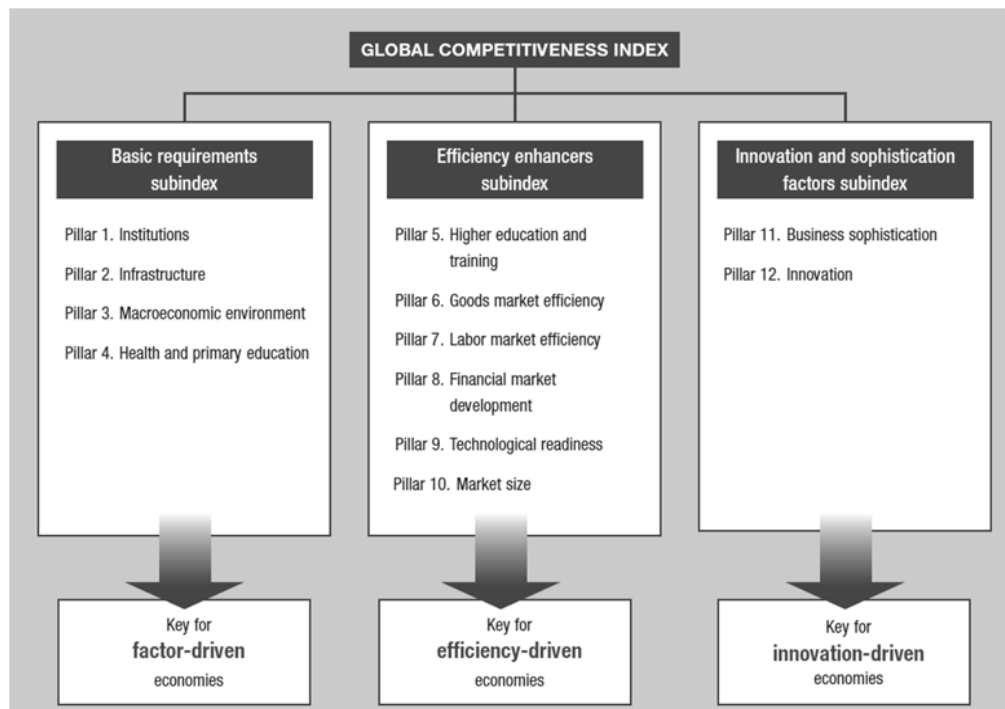 GLOBAL COMPETITIVENESS INDEX
Basic requirements
subindex
Pillar 1. Institutions
Pillar 2. Infrastructure
Pillar 3. Macroeconomic environment
Pillar 4. Health and primary education
Key for
factor-driven
economies
Efficiency enhancers
subindex
Pillar 5. Higher education and
training
Pillar 6. Goods market efficiency
Pillar 7. Labor market efficiency
Pillar 8. Financial market
development
Pillar 9. Technological readiness
Pillar 10. Market size
Key for
efficiency-driven
economies
Innovation and sophistication
factors subindex
Pillar 11. Business sophistication
Pillar 12. Innovation
Key for
innovation-driven
economies